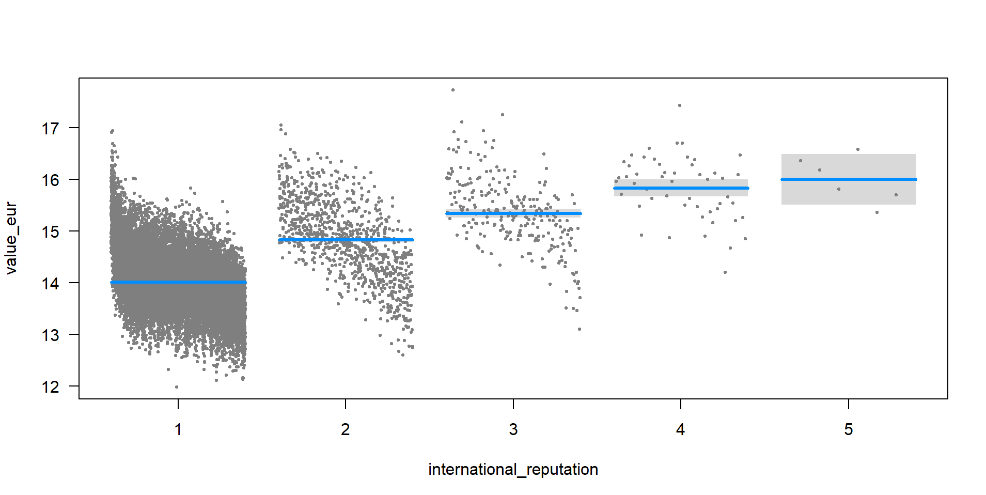 17
16
15
14
13
12
value_eur
1 2 3 4 5
international_reputation